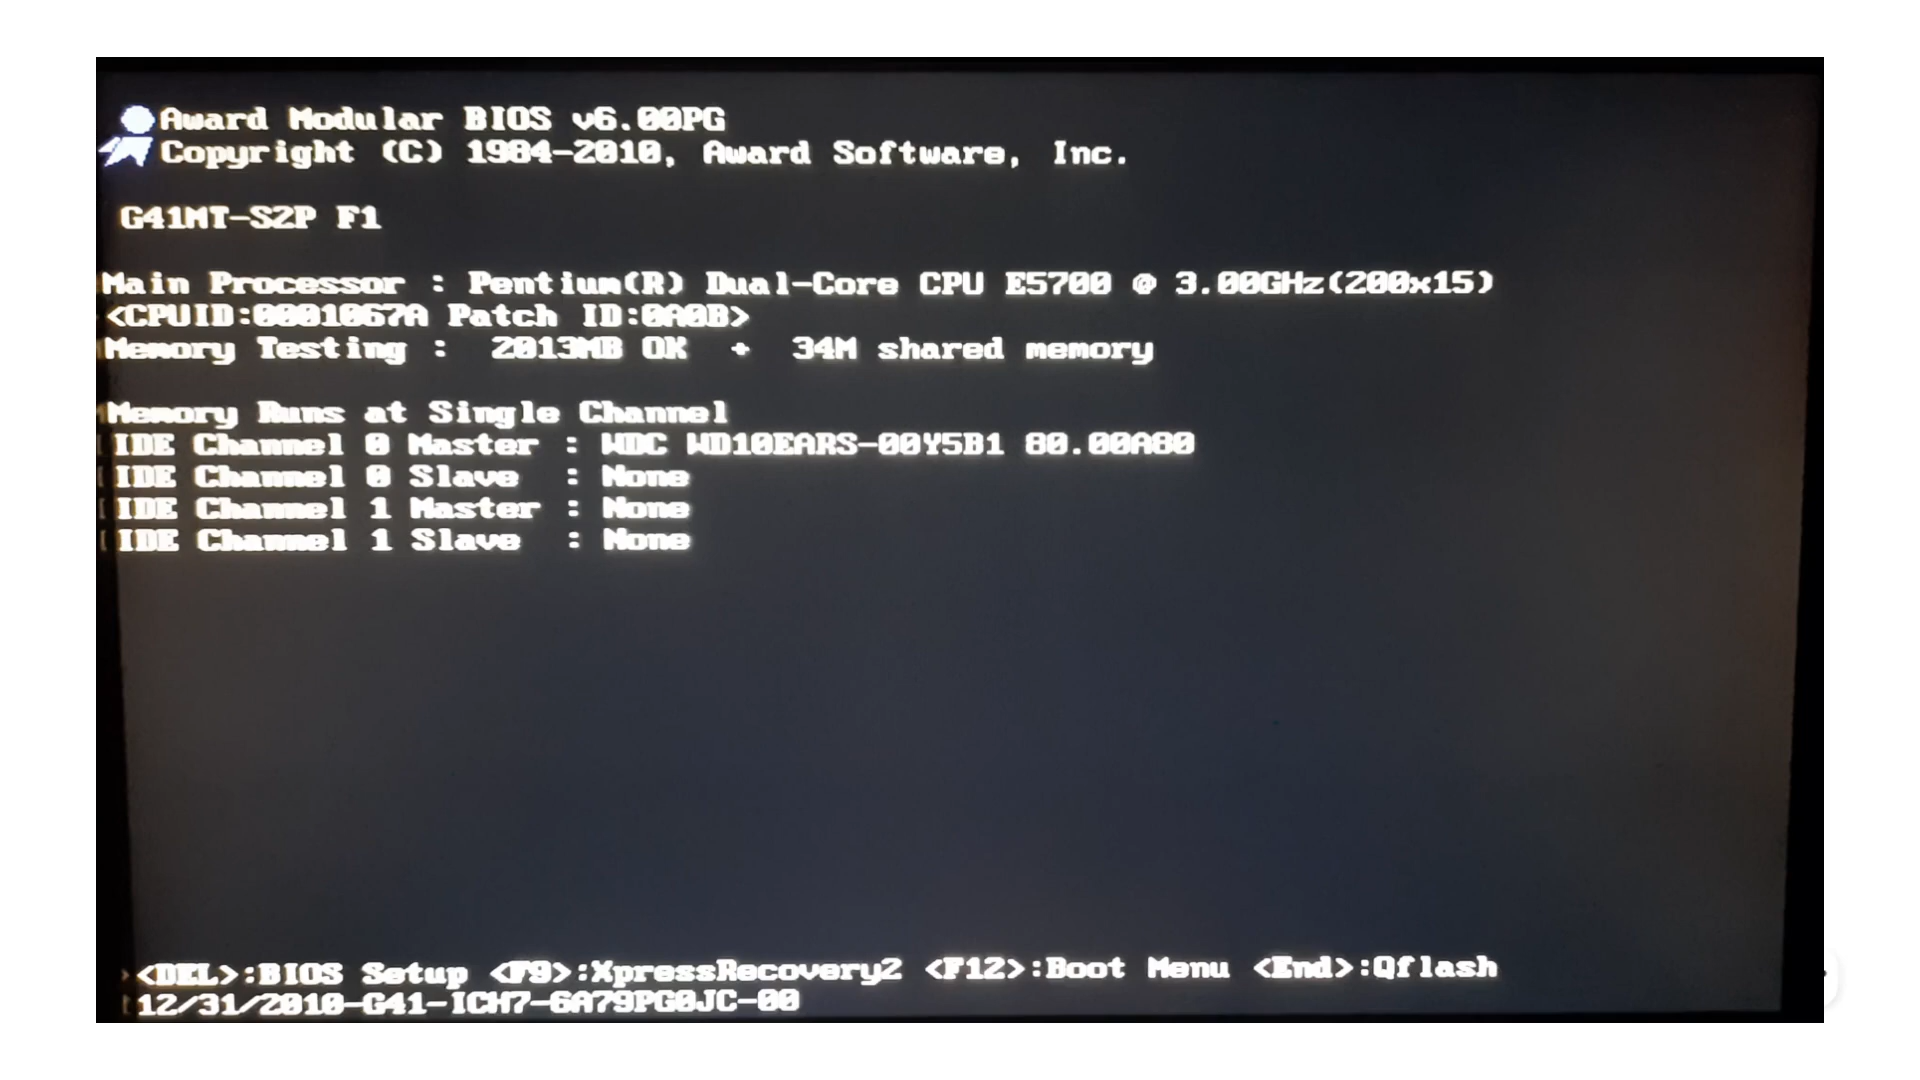 Award Modular BIOS v6.00PG
Copyright (C) 1984-2010, Award Software, Inc.
G41MT-S2P F1
Main Processor : Pentium(R) Dual-Core CPU E5700 @ 3.00GHz(200x15)
<CPUID:0001067A Patch ID:0A0B>
Memory Testing : 2013MB OK + 34M shared memory
Memory Runs at Single Channel
IDE Channel 0 Master : WDC WD10EARS-00Y5B1 80.00A80
IDE Channel 0 Slave : None
IDE Channel 1 Master : None
IDE Channel 1 Slave : None
<DEL>:BIOS Setup <F9>:XpressRecovery2 <F12>:Boot Menu <End>:Qflash
12/31/2010-G41-ICH7-6A79PG0JC-00